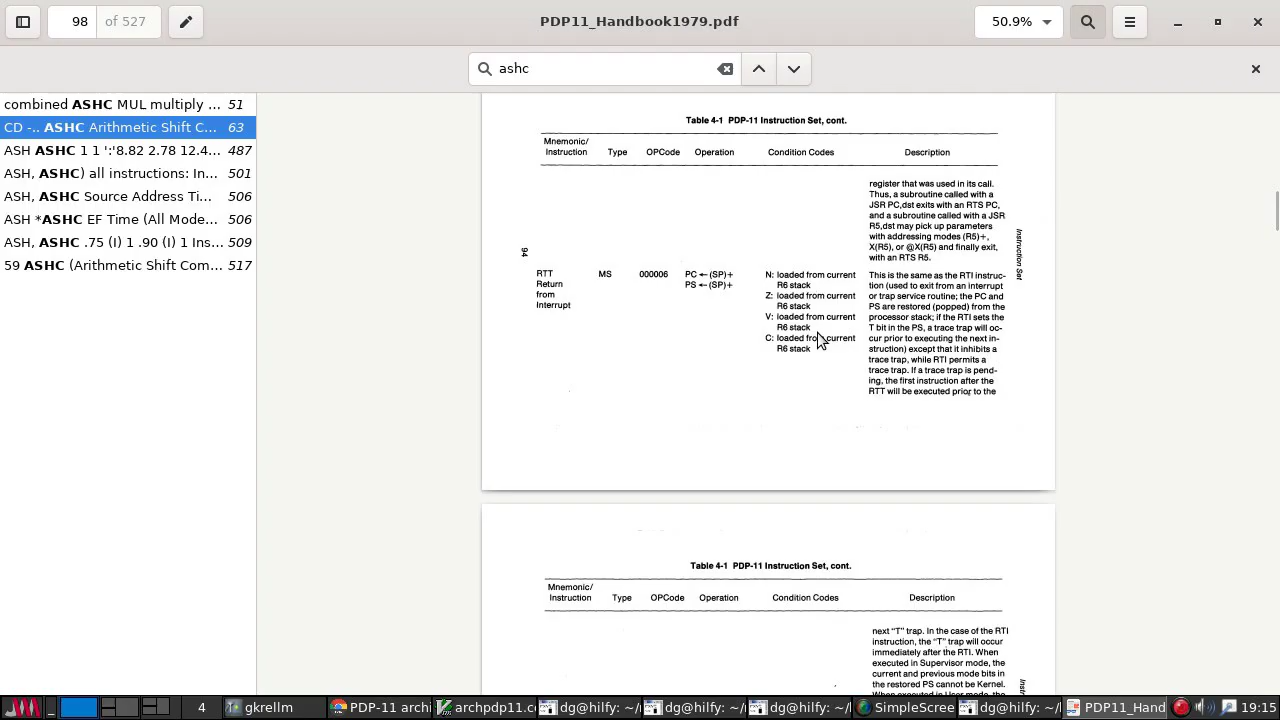 98
of 527
PDP11_Handbook1979.pdf
50.9%
ashc
combined ASHC MUL multiply ... 51
CD -.. ASHC Arithmetic Shift C... 63
ASH ASHC 1 1 ':'8.82 2.78 12.4... 487
ASH, ASHC) all instructions: In... 501
ASH, ASHC Source Address Ti... 506
ASH *ASHC EF Time (All Mode... 506
ASH, ASHC .75 (I) 1 .90 (I) 1 Ins... 509
59 ASHC (Arithmetic Shift Com... 517
Table 4-1 PDP-11 Instruction Set, cont.
Mnemonic/
Instruction Type OPCode Operation Condition Codes Description
register that was used in its call.
Thus, a subroutine called with a
JSR PC,dst exits with an RTS PC,
and a subroutine called with a JSR
R5,dst may pick up parameters
with addressing modes (R5)+,
X(R5), or @X(R5) and finally exit,
with an RTS R5.
94
Instruction Set
RTT MS 000006 PC ←(SP)+ N: loaded from current This is the same as the RTI instruc-
Return PS ←(SP)+ R6 stack tion (used to exit from an interrupt
from Z: loaded from current or trap service routine; the PC and
Interrupt R6 stack PS are restored (popped) from the
V: loaded from current processor stack; if the RTI sets the
R6 stack T bit in the PS, a trace trap will oc-
C: loaded from current cur prior to executing the next in-
R6 stack struction) except that it inhibits a
trace trap, while RTI permits a
trace trap. If a trace trap is pend-
ing, the first instruction after the
RTT will be executed prior to the
Table 4-1 PDP-11 Instruction Set, cont.
Mnemonic/
Instruction Type OPCode Operation Condition Codes Description
next "T" trap. In the case of the RTI
instruction, the "T" trap will occur
immediately after the RTI. When
executed in Supervisor mode, the
current and previous mode bits in
the restored PS cannot be Kernel.
When executed in User mode, the
Instr
4
gkrellm
PDP-11 archi
archpdp11.c
dg@hilfy: ~/
dg@hilfy: ~/
dg@hilfy: ~/
SimpleScree
dg@hilfy: ~/
PDP11_Hand
19:15